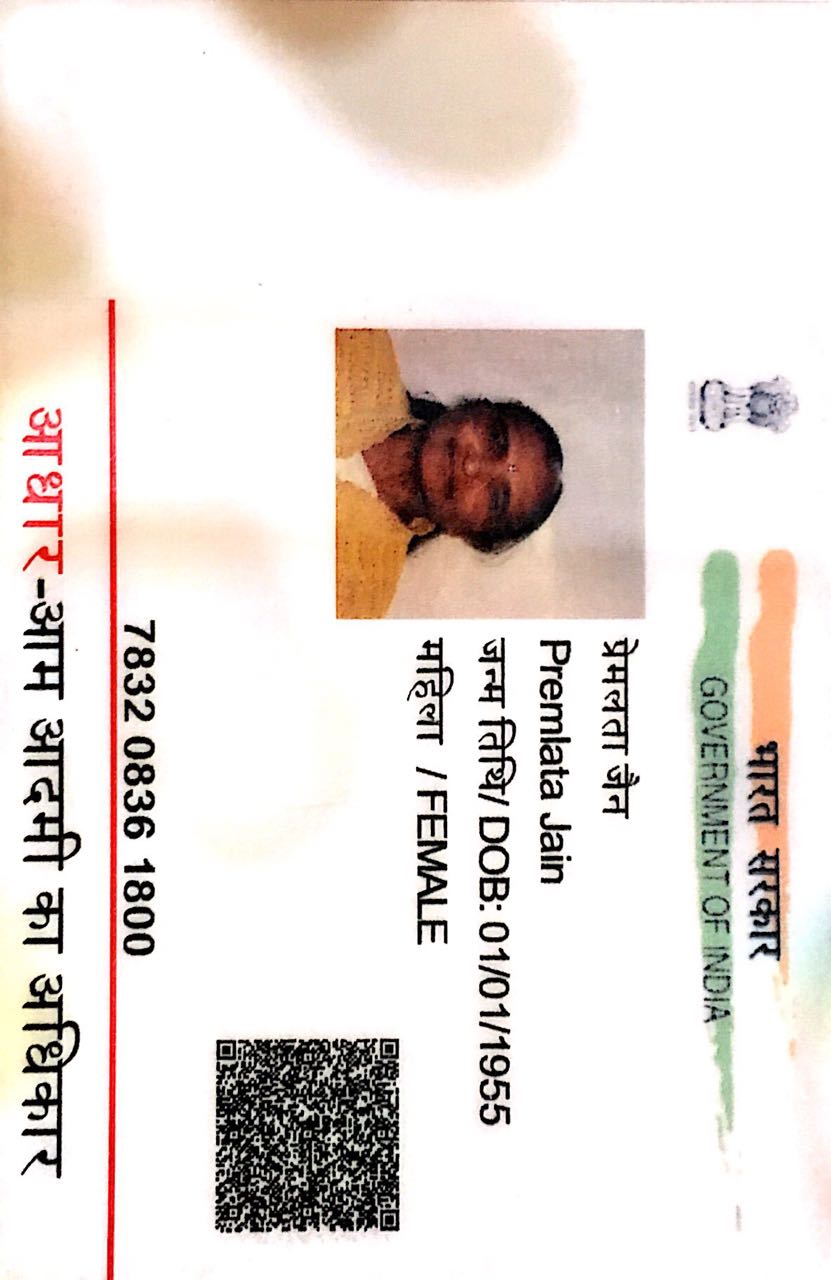 भारत सरकार
GOVERNMENT OF INDIA
प्रेमलता जैन
Premlata Jain
जन्म तिथि/ DOB: 01/01/1955
महिला / FEMALE
7832 0836 1800
आधार-आम आदमी का अधिकार